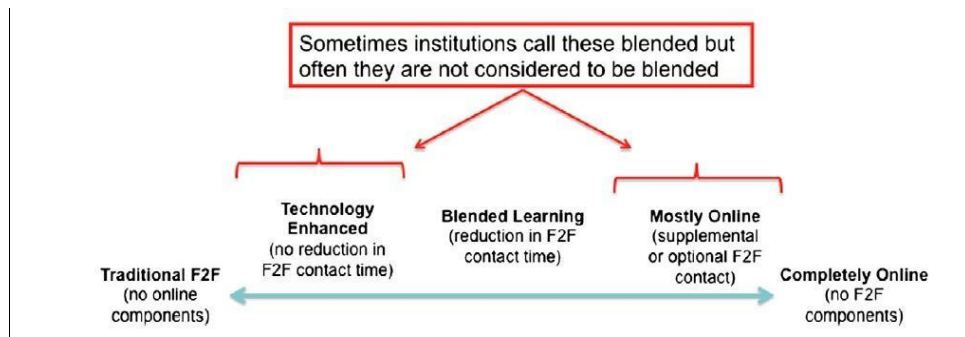 Sometimes institutions call these blended but
often they are not considered to be blended
Technology
Enhanced
(no reduction in
F2F contact time)
Blended Learning
(reduction in F2F
contact time)
Mostly Online
(supplemental
or optional F2F
contact)
Traditional F2F
(no online
components)
Completely Online
(no F2F
components)